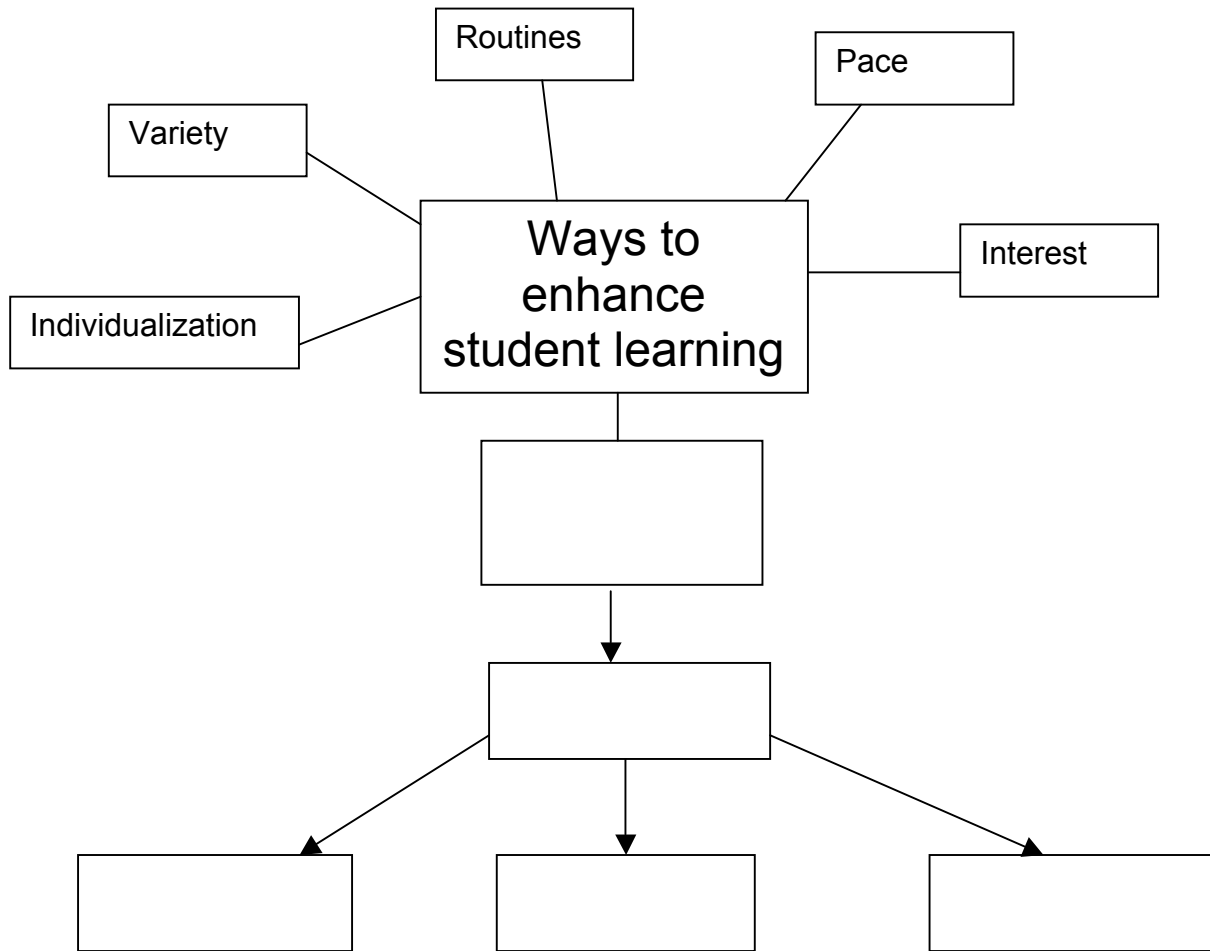 Routines
Pace
Variety
Ways to
enhance
student learning
Interest
Individualization